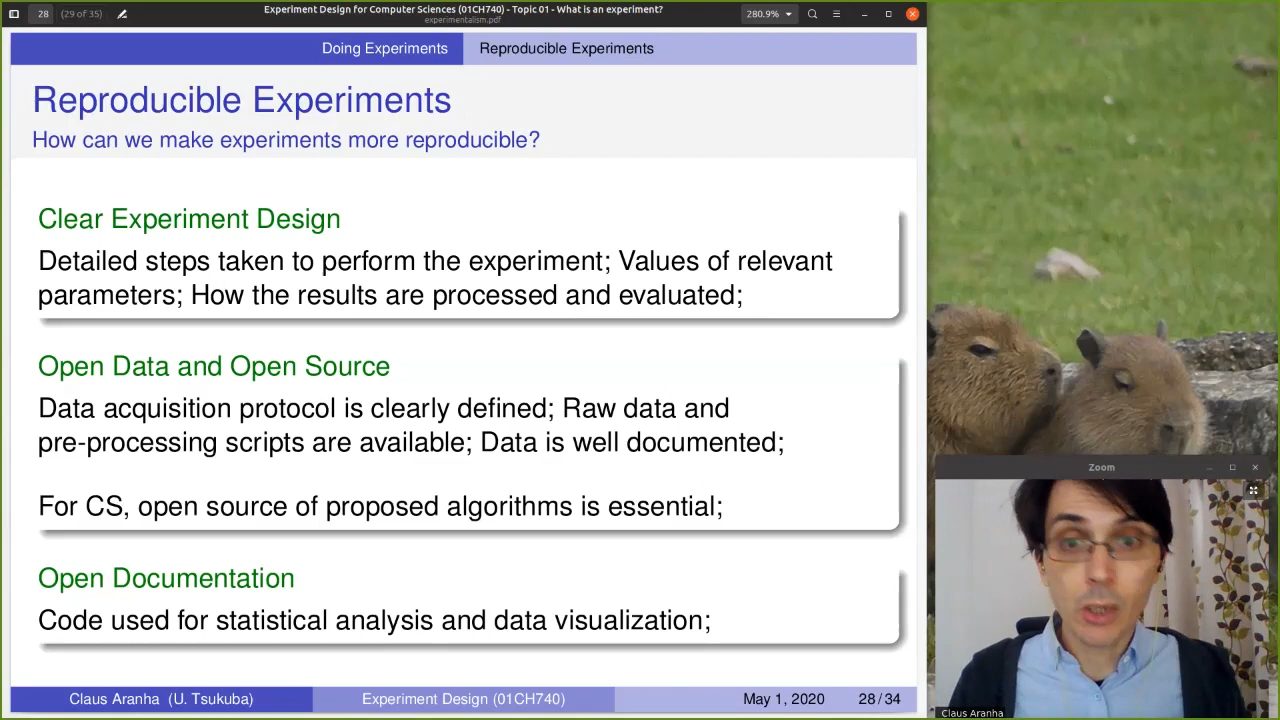 28
(29 of 35)
Experiment Design for Computer Sciences (01CH740) - Topic 01 - What is an experiment?
experimentalism.pdf
280.9%
Doing Experiments
Reproducible Experiments
Reproducible Experiments
How can we make experiments more reproducible?
Clear Experiment Design
Detailed steps taken to perform the experiment; Values of relevant
parameters; How the results are processed and evaluated;
Open Data and Open Source
Data acquisition protocol is clearly defined; Raw data and
pre-processing scripts are available; Data is well documented;
For CS, open source of proposed algorithms is essential;
Open Documentation
Code used for statistical analysis and data visualization;
Claus Aranha (U. Tsukuba)
Experiment Design (01CH740)
May 1, 2020
28 / 34
Zoom
Claus Aranha